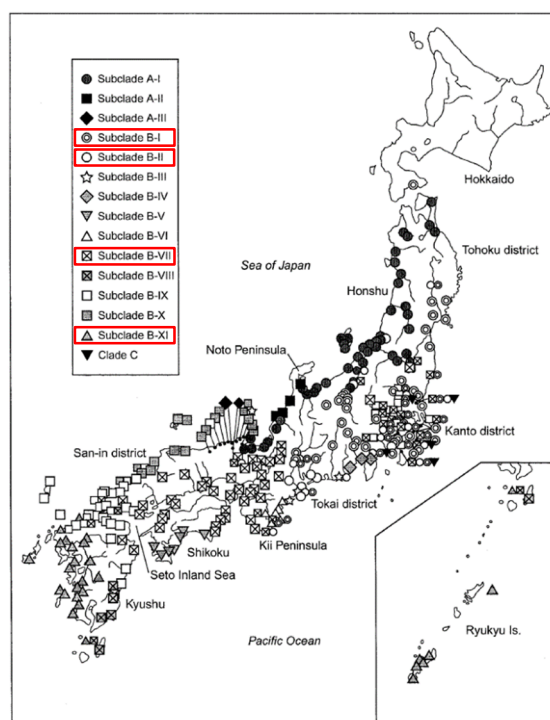 Subclade A-I
Subclade A-II
Subclade A-III
Subclade B-I
Subclade B-II
Subclade B-III
Subclade B-IV
Subclade B-V
Subclade B-VI
Subclade B-VII
Subclade B-VIII
Subclade B-IX
Subclade B-X
Subclade B-XI
Clade C
Hokkaido
Tohoku district
Sea of Japan
Honshu
Noto Peninsula
Kanto district
San-in district
Tokai district
Kii Peninsula
Shikoku
Seto Inland Sea
Kyushu
Ryukyu Is.
Pacific Ocean